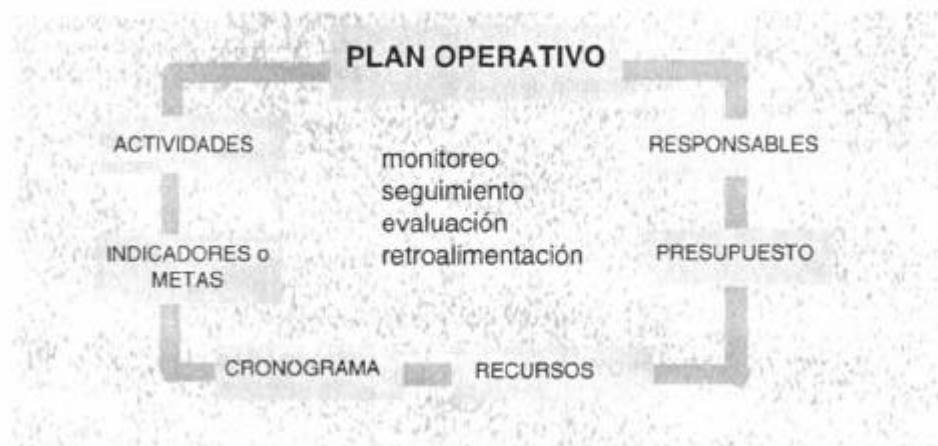 PLAN OPERATIVO
ACTIVIDADES
RESPONSABLES
monitoreo
seguimiento
evaluación
retroalimentación
INDICADORES o
METAS
PRESUPUESTO
CRONOGRAMA
RECURSOS